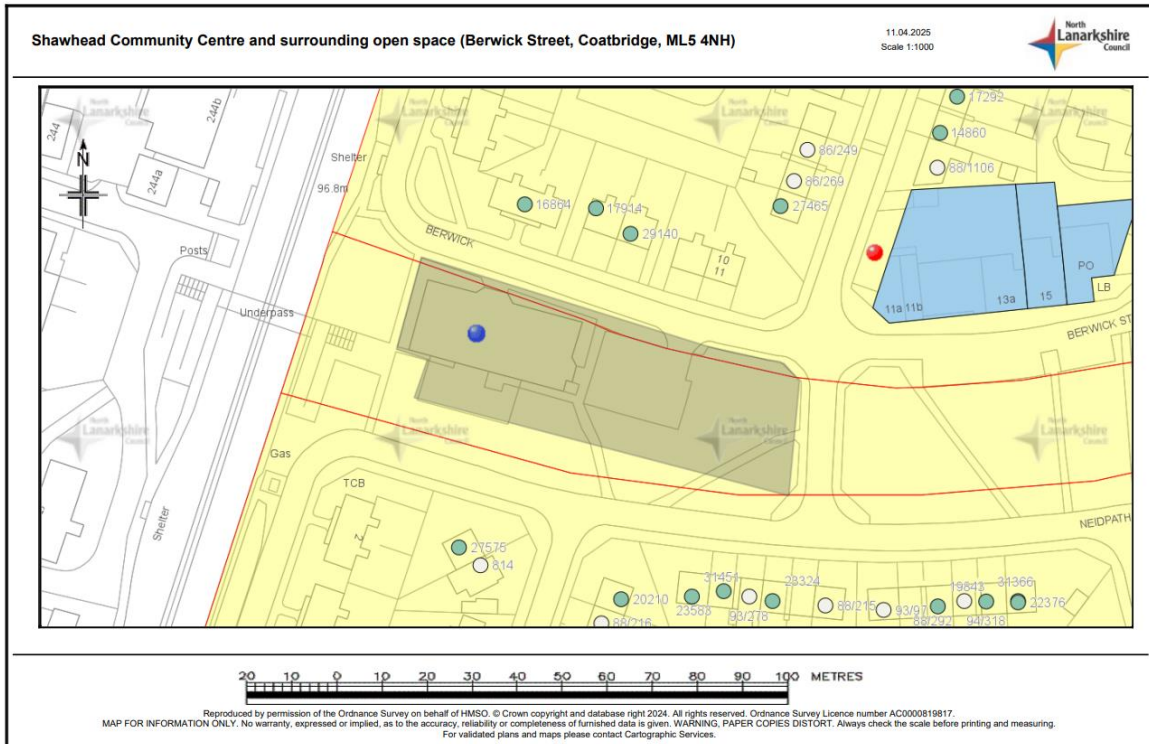 Shawhead Community Centre and surrounding open space (Berwick Street, Coatbridge, ML5 4NH)
11.04.2025
Scale 1:1000
North
Lanarkshire
Council
244
244b
244a
N
Shelter
96.8m
Posts
Underpass
BERWICK
16864
17914
29140
10
11
86/249
86/269
27465
17292
14860
88/1106
11a
11b
13a
15
PO
LB
BERWICK ST
Gas
TCB
Shelter
2
27575
814
20210
88/216
31451
23583
93/278
23324
88/215
93/97
19843
88/292
94/318
31366
22376
NEIDPATH
20 10 0 10 20 30 40 50 60 70 80 90 100 METRES
Reproduced by permission of the Ordnance Survey on behalf of HMSO. © Crown copyright and database right 2024. All rights reserved. Ordnance Survey Licence number AC0000819817.
MAP FOR INFORMATION ONLY. No warranty, expressed or implied, as to the accuracy, reliability or completeness of furnished data is given. WARNING, PAPER COPIES DISTORT. Always check the scale before printing and measuring.
For validated plans and maps please contact Cartographic Services.